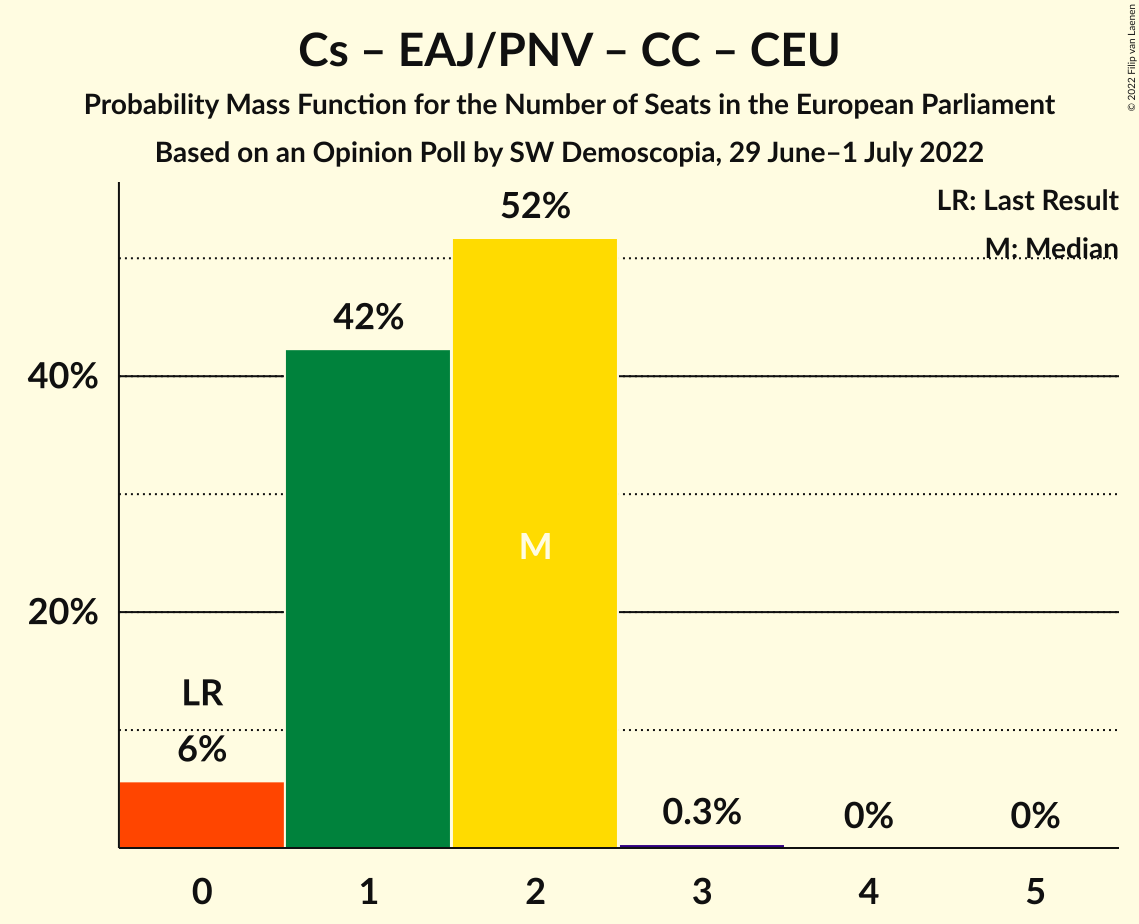 Cs – EAJ/PNV – CC – CEU
Probability Mass Function for the Number of Seats in the European Parliament
Based on an Opinion Poll by SW Demoscopia, 29 June–1 July 2022
© 2022 Filip van Laenen
LR: Last Result
M: Median
52%
42%
40%
M
20%
LR
6%
0.3%
0%
0%
0 1 2 3 4 5